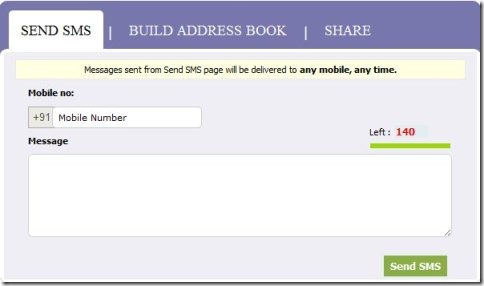 SEND SMS | BUILD ADDRESS BOOK | SHARE
Messages sent from Send SMS page will be delivered to any mobile, any time.
Mobile no:
+91 Mobile Number
Left : 140
Message
Send SMS